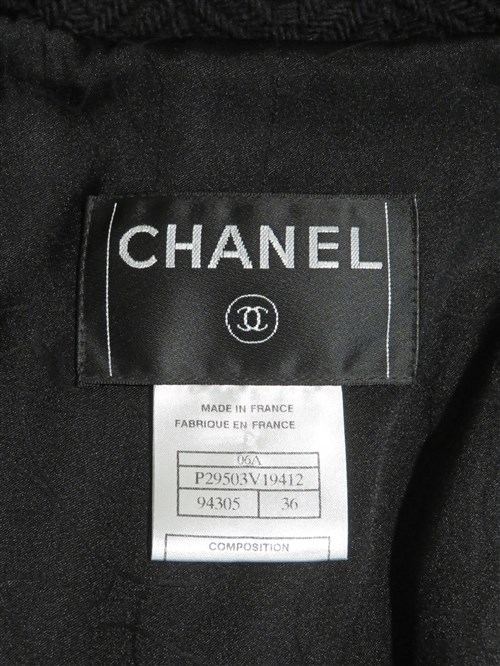 CHANEL
MADE IN FRANCE
FABRIQUE EN FRANCE
06A
P29503V19412
94305 36
COMPOSITION